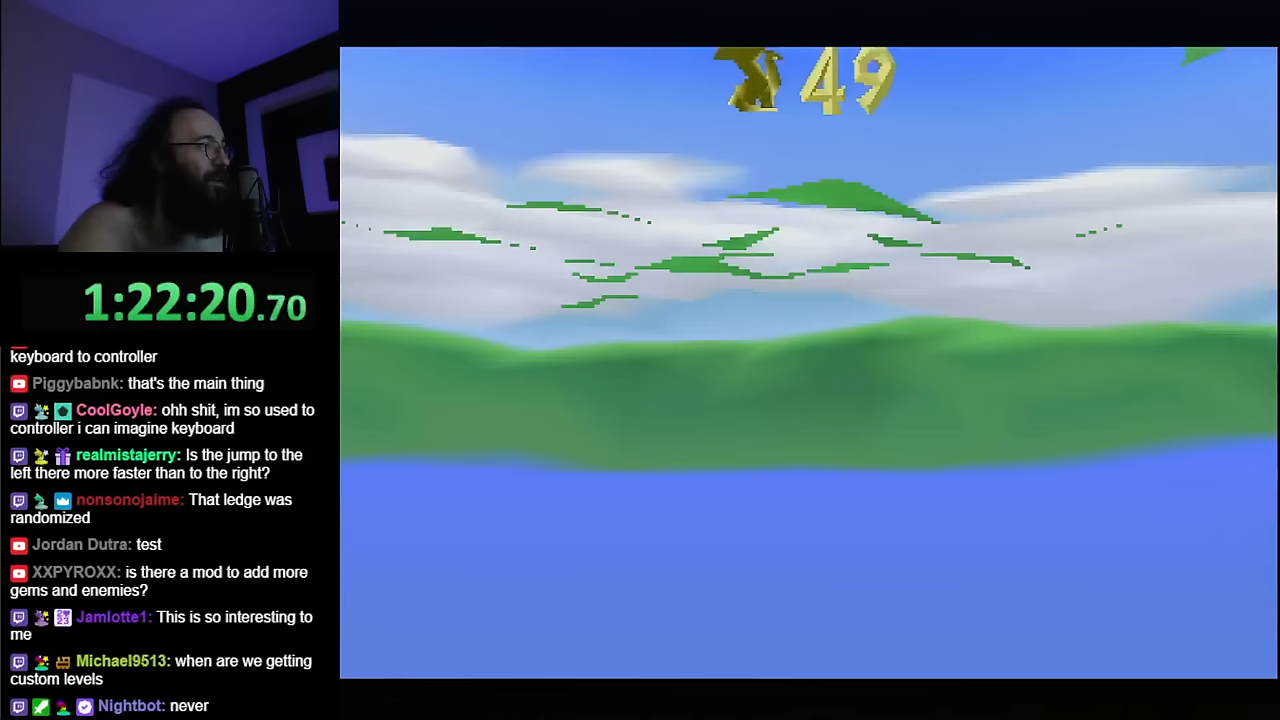 49
1:22:20.70
keyboard to controller
Piggybabnk: that's the main thing
CoolGoyle: ohh shit, im so used to
controller i can imagine keyboard
realmistajerry: Is the jump to the
left there more faster than to the right?
nonsonojaime: That ledge was
randomized
Jordan Dutra: test
XXPYROXX: is there a mod to add more
gems and enemies?
Jamlotte1: This is so interesting to
me
Michael9513: when are we getting
custom levels
Nightbot: never